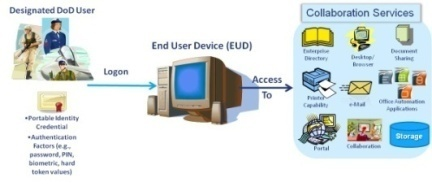 Designated DoD User
Logon
•Portable Identity
Credential
•Authentication
Factors (e.g.,
password, PIN,
biometric, hard
token values)
End User Device (EUD)
Access
To
Collaboration Services
Enterprise
Directory
Desktop/
Browser
Document
Sharing
Printer
Capability
e-Mail
Office Automation
Applications
Portal
Collaboration
Storage